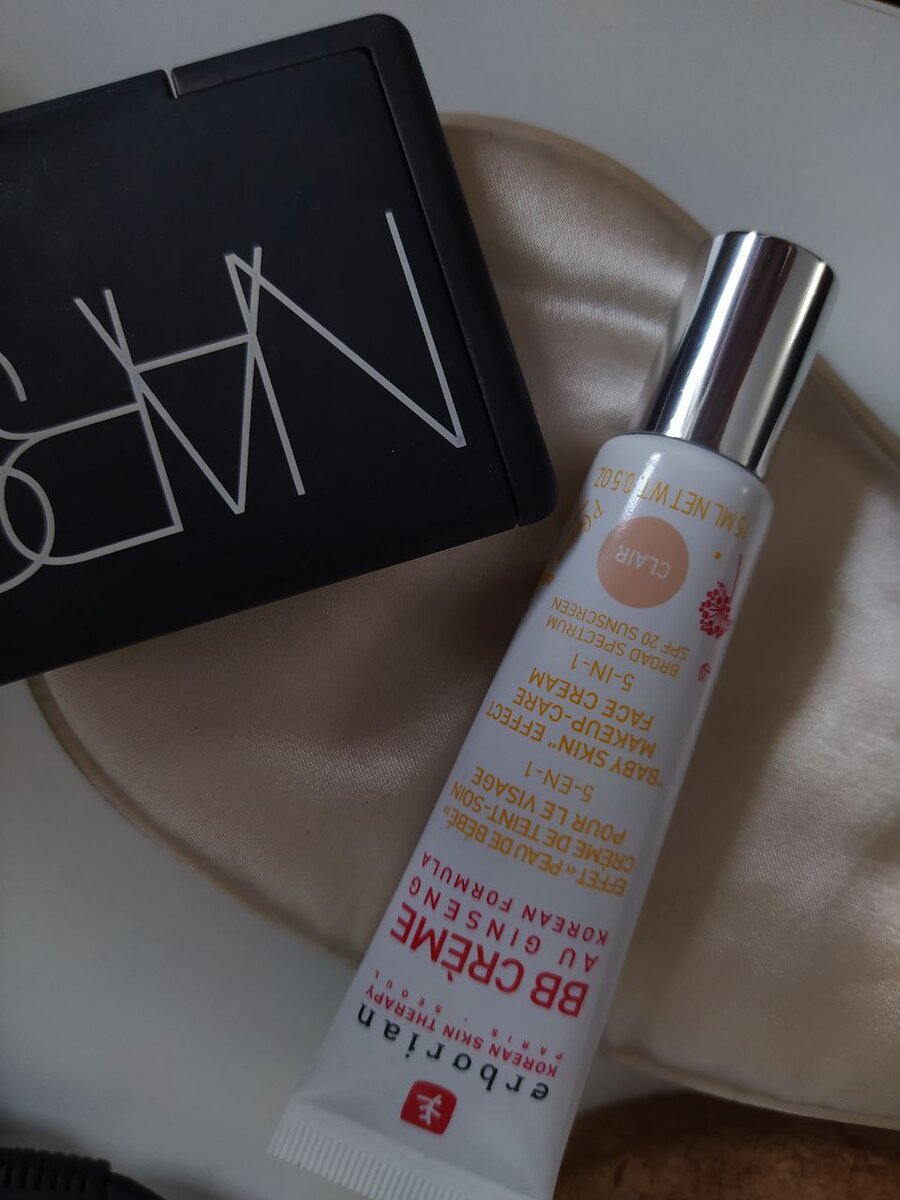 NARS
erborian
KOREAN SKIN THERAPY
PARIS · SEOUL
BB CRÈME
AU GINSENG
KOREAN FORMULA
EFFET « PEAU DE BÉBÉ »
CRÈME DE TEINT-SOIN
POUR LE VISAGE
5-EN-1
"BABY SKIN" EFFECT
MAKEUP-CARE
FACE CREAM
5-IN-1
BROAD SPECTRUM
SPF 20 SUNSCREEN
CLAIR
15 ML NET WT 0.5 OZ